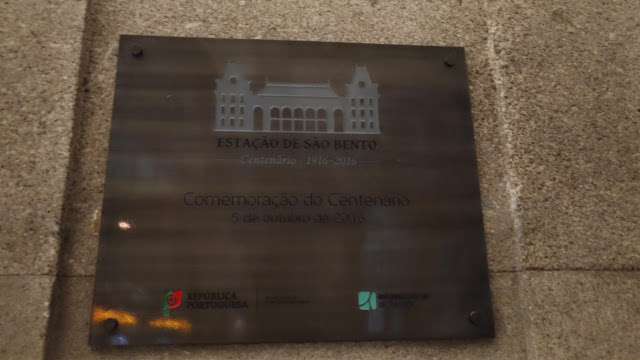 ESTAÇÃO DE SÃO BENTO
Centenário · 1916-2016
Comemoração do Centenário
5 de outubro de 2016
REPÚBLICA
PORTUGUESA